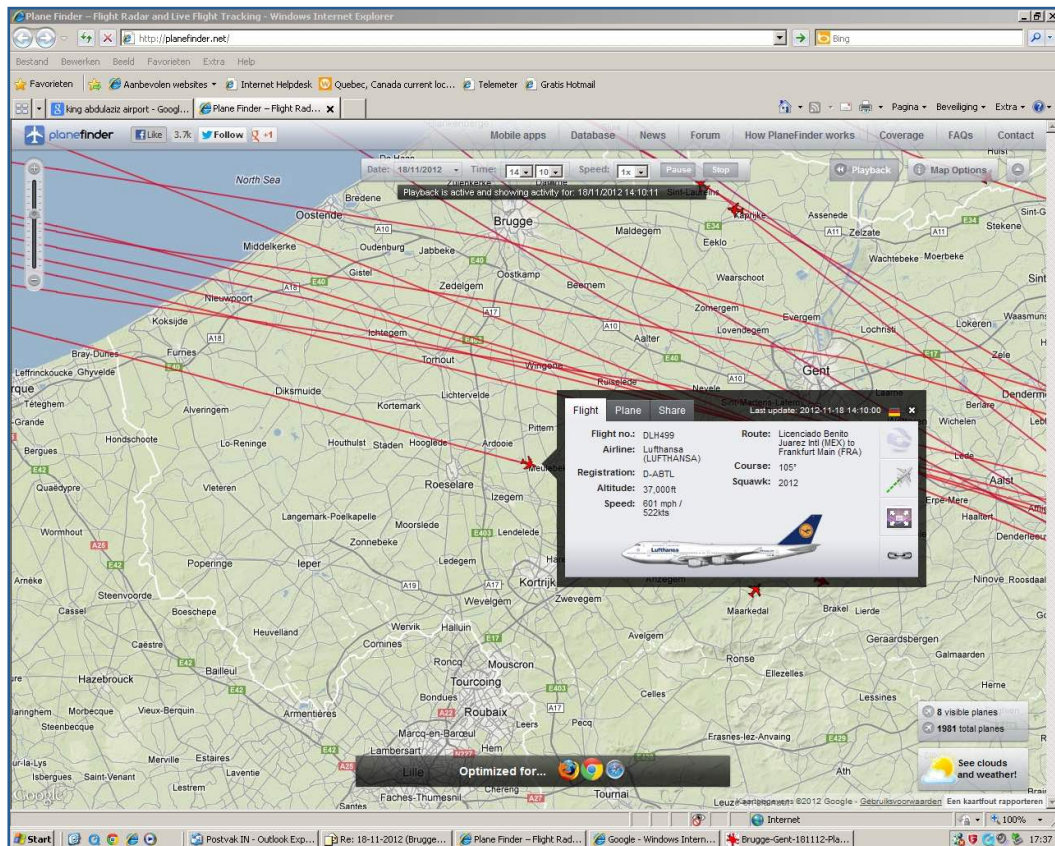 Plane Finder – Flight Radar and Live Flight Tracking - Windows Internet Explorer
http://planefinder.net/
Bing
Bestand Bewerken Beeld Favorieten Extra Help
Favorieten Aanbevolen websites Internet Helpdesk Quebec, Canada current loc... Telemeter Gratis Hotmail
king abdulaziz airport - Googl... Plane Finder – Flight Rad... Pagina Beveiliging Extra
planefinder Like 3.7k Follow +1 Mobile apps Database News Forum How PlaneFinder works Coverage FAQs Contact
Date: 18/11/2012 Time: 14 10 Speed: 1x Pause Stop Playback Map Options
Playback is active and showing activity for: 18/11/2012 14:10:11
North Sea
Bredene
Oostende
Brugge
Maldegem
Kaprijke
Assenede
Zelzate
Stekene
Middelkerke
Oudenburg
Jabbeke
Eeklo
Wachtebeke
Moerbeke
Gistel
Zedelgem
Oostkamp
Beernem
Waarschoot
Nieuwpoort
Zomergem
Evergem
Koksijde
Ichtegem
Aalter
Lovendegem
Lochristi
Lokeren
Bray-Dunes
Furnes
Torhout
Wingene
Gent
Zele
Leffrinckoucke
Ghyvelde
Ruiselede
Nevele
Téteghem
Diksmuide
Lichtervelde
Kortemark
Alveringem
Hondschoote
Lo-Reninge
Houthulst
Staden
Hooglede
Ardooie
Pittem
Wichelen
Berlare
Bergues
Lede
Quaëdypre
Vleteren
Roeselare
Izegem
Aalst
Erpe-Mere
Haaltert
Wormhout
Langemark-Poelkapelle
Moorslede
Lendelede
Zonnebeke
Poperinge
Ieper
Ledegem
Kortrijk
Arnèke
Steenvoorde
Wevelgem
Zwevegem
Maarkedal
Brakel
Lierde
Ninove
Roosdaal
Cassel
Boeschepe
Heuvelland
Wervik
Halluin
Comines
Avelgem
Geraardsbergen
Caëstre
Roncq
Mouscron
Ronse
Galmaarden
Hazebrouck
Bailleul
Tourcoing
Ellezelles
Bondues
Celles
Lessines
Herne
Morbecque
Vieux-Berquin
Armentières
Roubaix
Leers
Pecq
Steenbecque
Marcq-en-Barœul
Hem
Frasnes-lez-Anvaing
Merville
Estaires
Lambersart
Isbergues
Saint-Venant
Laventie
Lille
Chéreng
Ath
Lestrem
Faches-Thumesnil
Tournai
Flight Plane Share Last update: 2012-11-18 14:10:00
Flight no.: DLH499
Airline: Lufthansa (LUFTHANSA)
Registration: D-ABTL
Altitude: 37,000ft
Speed: 601 mph / 522kts
Route: Licenciado Benito Juarez Intl (MEX) to Frankfurt Main (FRA)
Course: 105°
Squawk: 2012
Lufthansa
8 visible planes
1981 total planes
See clouds
and weather!
Optimized for...
Google
©2012 Google - Gebruiksvoorwaarden Een kaartfout rapporteren
Internet 100%
Start Postvak IN - Outlook Exp... Re: 18-11-2012 (Brugge... Plane Finder – Flight Rad... Google - Windows Intern... Brugge-Gent-181112-Pla... 17:37